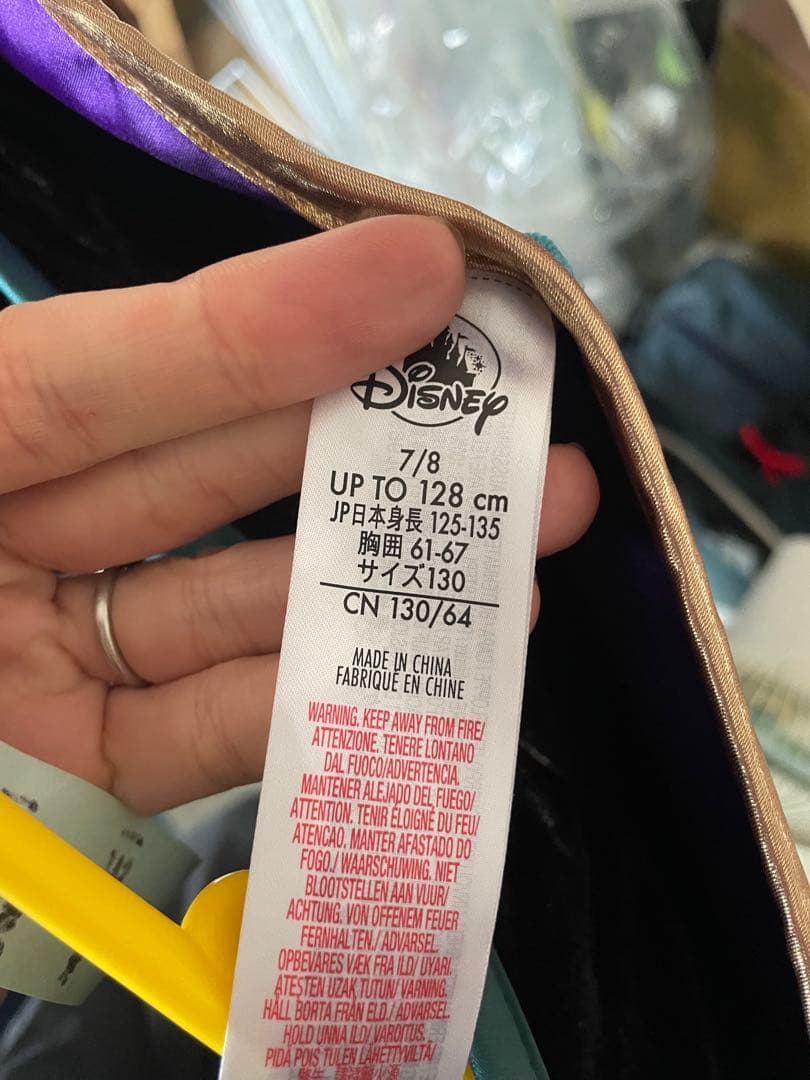 DISNEY
7/8
UP TO 128 cm
JP日本身長 125-135
胸囲 61-67
サイズ130
CN 130/64
MADE IN CHINA
FABRIQUÉ EN CHINE
WARNING. KEEP AWAY FROM FIRE/
ATTENZIONE. TENERE LONTANO
DAL FUOCO/ADVERTENCIA.
MANTENER ALEJADO DEL FUEGO/
ATTENTION. TENIR ÉLOIGNÉ DU FEU/
ATENCAO. MANTER AFASTADO DO
FOGO./ WAARSCHUWING. NIET
BLOOTSTELLEN AAN VUUR/
ACHTUNG. VON OFFENEM FEUER
FERNHALTEN./ ADVARSEL.
OPBEVARES VÆK FRA ILD/ UYARI.
ATESTEN UZAK TUTUN/ VARNING.
HÅLL BORTA FRÅN ELD./ ADVARSEL.
HOLD UNNA ILD/ VAROITUS.
PIDÄ POIS TULEN LÄHETTYVILTÄ/